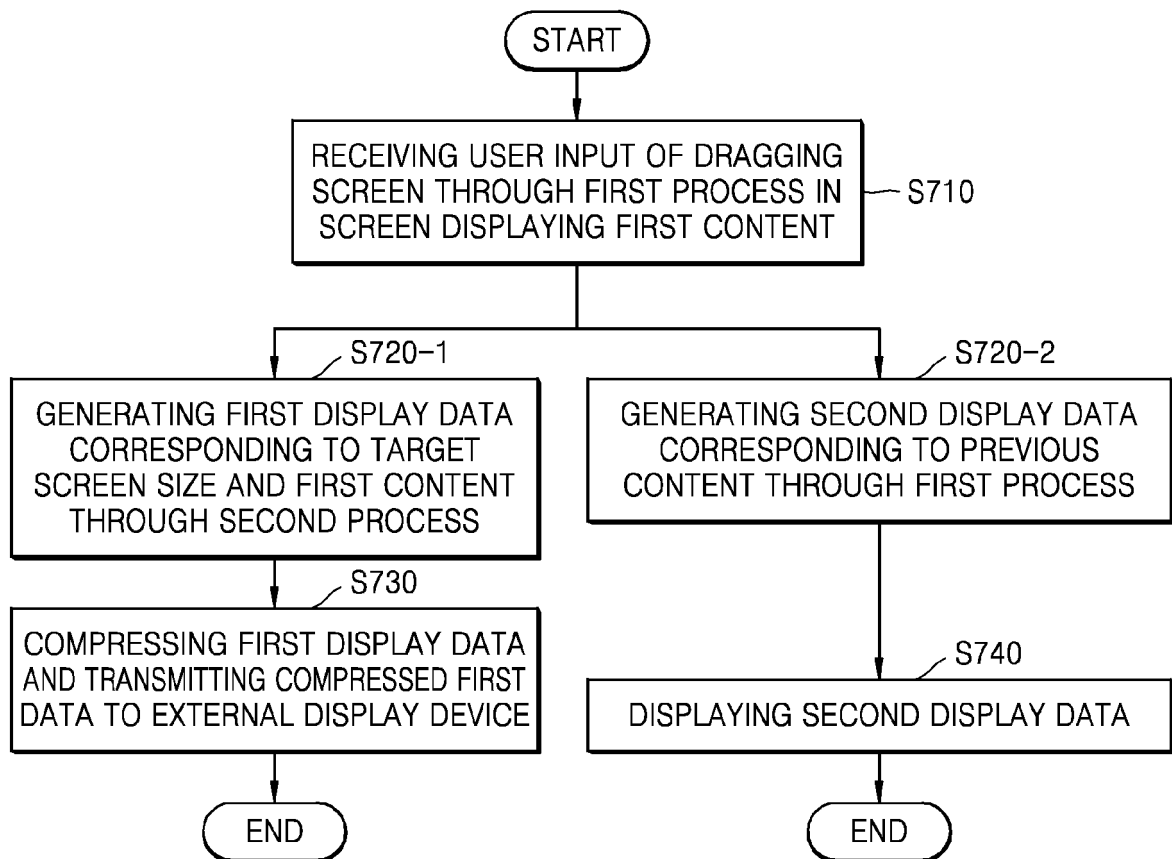 START
RECEIVING USER INPUT OF DRAGGING
SCREEN THROUGH FIRST PROCESS IN
SCREEN DISPLAYING FIRST CONTENT
S710
S720-1
GENERATING FIRST DISPLAY DATA
CORRESPONDING TO TARGET
SCREEN SIZE AND FIRST CONTENT
THROUGH SECOND PROCESS
S720-2
GENERATING SECOND DISPLAY DATA
CORRESPONDING TO PREVIOUS
CONTENT THROUGH FIRST PROCESS
S730
COMPRESSING FIRST DISPLAY DATA
AND TRANSMITTING COMPRESSED FIRST
DATA TO EXTERNAL DISPLAY DEVICE
S740
DISPLAYING SECOND DISPLAY DATA
END
END